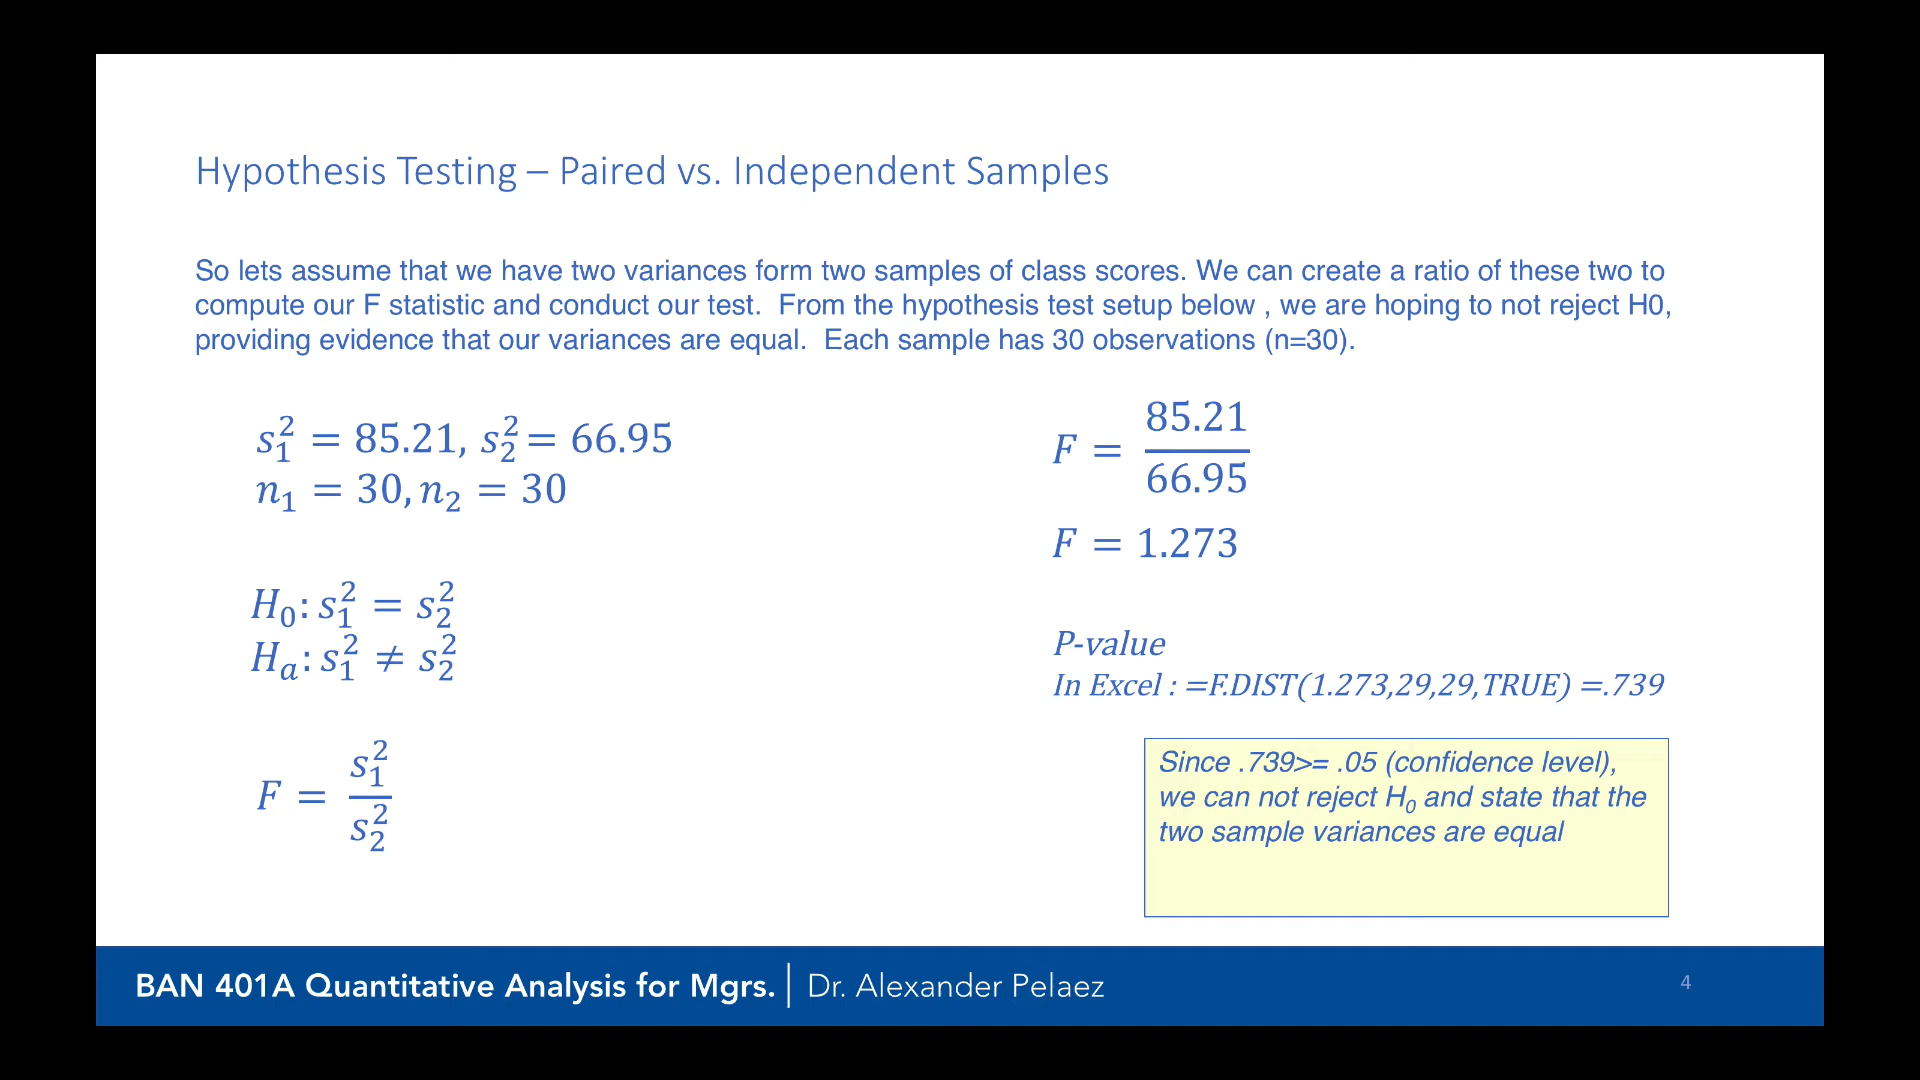 Hypothesis Testing – Paired vs. Independent Samples
So lets assume that we have two variances form two samples of class scores. We can create a ratio of these two to
compute our F statistic and conduct our test.  From the hypothesis test setup below , we are hoping to not reject H0,
providing evidence that our variances are equal.  Each sample has 30 observations (n=30).
s₁² = 85.21, s₂² = 66.95
n₁ = 30, n₂ = 30
H₀: s₁² = s₂²
Hₐ: s₁² ≠ s₂²
F = s₁² / s₂²
F = 85.21 / 66.95
F = 1.273
P-value
In Excel : =F.DIST(1.273,29,29,TRUE) =.739
Since .739>= .05 (confidence level),
we can not reject H₀ and state that the
two sample variances are equal
BAN 401A Quantitative Analysis for Mgrs. | Dr. Alexander Pelaez
4